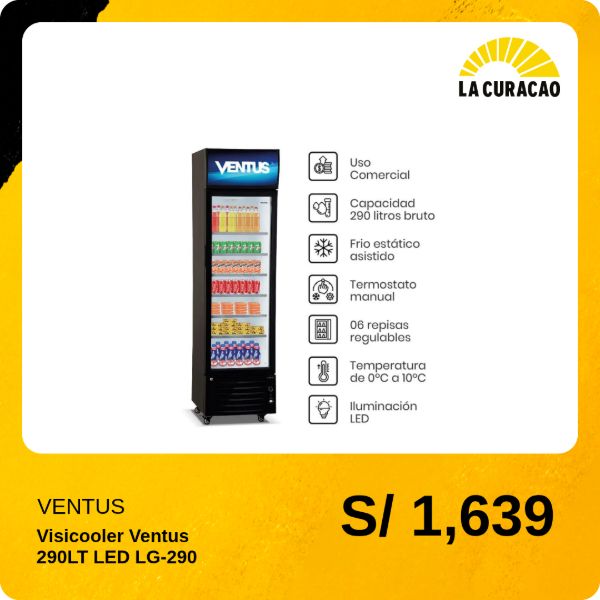 LA CURACAO
VENTUS
Uso
Comercial
Capacidad
290 litros bruto
Frio estático
asistido
Termostato
manual
06 repisas
regulables
Temperatura
de 0°C a 10°C
Iluminación
LED
VENTUS
Visicooler Ventus
290LT LED LG-290
S/ 1,639